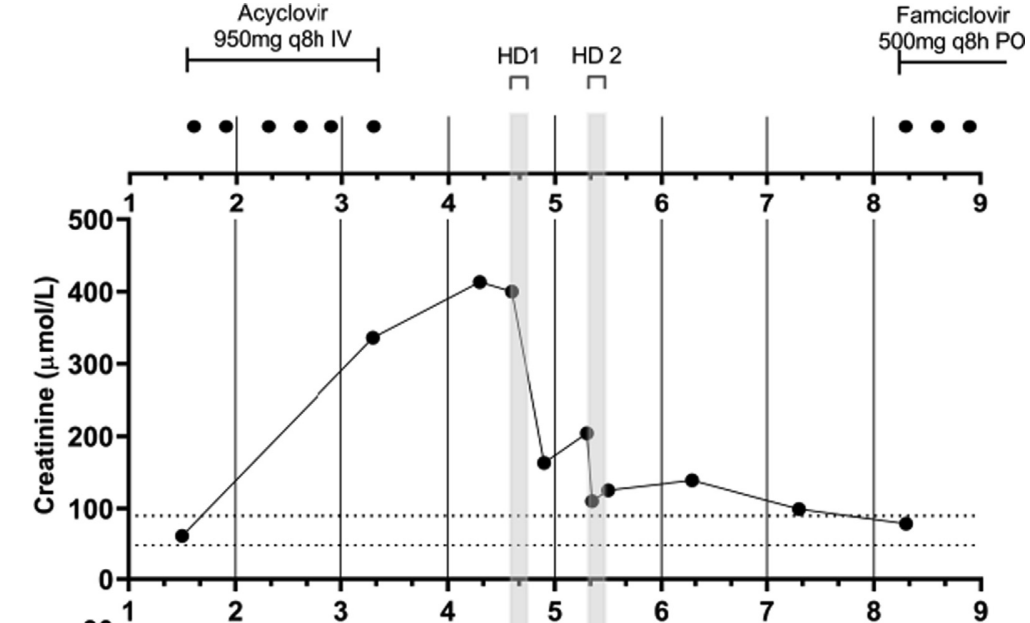 Acyclovir
950mg q8h IV
HD1
HD 2
Famciclovir
500mg q8h PO
1 2 3 4 5 6 7 8 9
Creatinine (µmol/L)
500
400
300
200
100
0
1 2 3 4 5 6 7 8 9